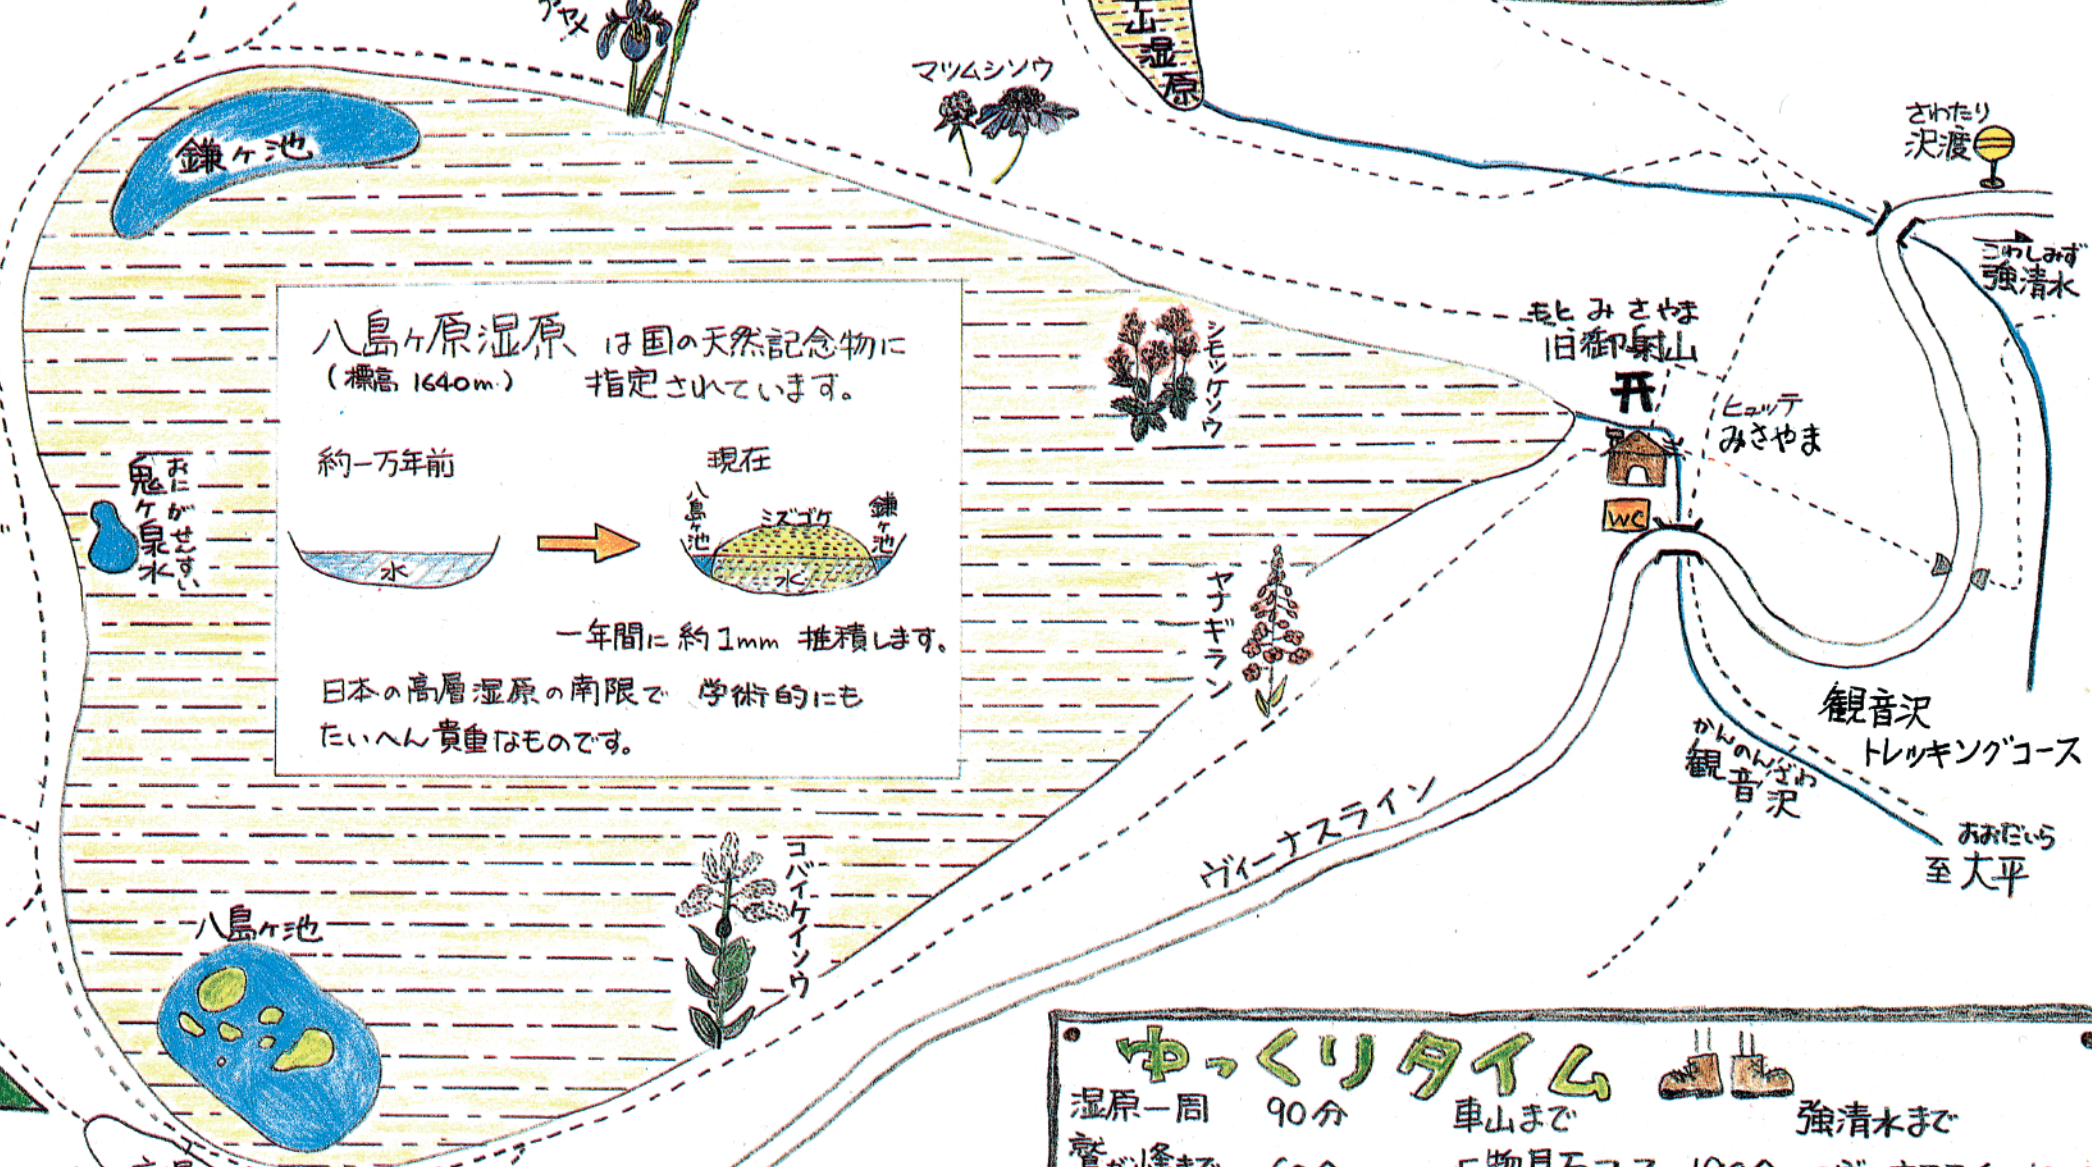 アヤメ
山湿原
マツムシソウ
さわたり
沢渡
鎌ヶ池
こわしみず
強清水
もと みさやま
旧御射山
ヒュッテ
みさやま
WC
シモツケソウ
八島ヶ原湿原 は国の天然記念物に
(標高 1640m) 指定されています。
約一万年前
現在
水
八島ヶ池
ミズゴケ
鎌ヶ池
水
一年間に約1mm 堆積します。
日本の高層湿原の南限で 学術的にも
たいへん貴重なものです。
おにがせんすい
鬼ヶ泉水
ヤナギラン
観音沢
トレッキングコース
かんのんざわ
観音沢
おおだいら
至 大平
ヴィーナスライン
コバイケイソウ
八島ヶ池
ゆっくりタイム
湿原一周 90分 車山まで 強清水まで